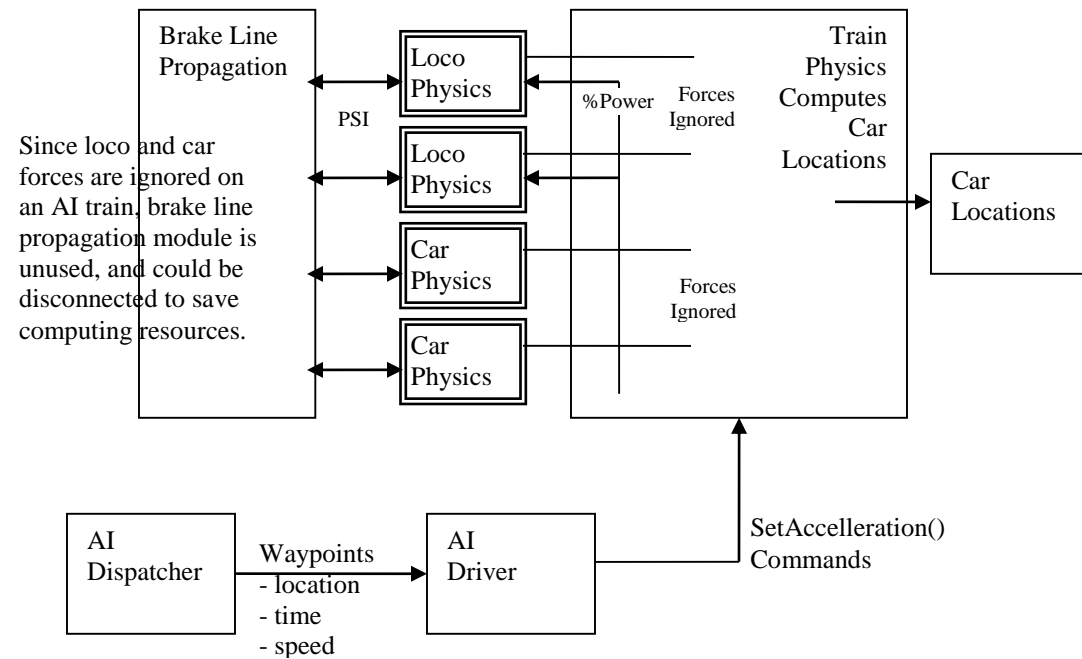 Brake Line
Propagation
Since loco and car
forces are ignored on
an AI train, brake line
propagation module is
unused, and could be
disconnected to save
computing resources.
PSI
Loco
Physics
Loco
Physics
Car
Physics
Car
Physics
%Power
Forces
Ignored
Forces
Ignored
Train
Physics
Computes
Car
Locations
Car
Locations
AI
Dispatcher
Waypoints
- location
- time
- speed
AI
Driver
SetAccelleration()
Commands